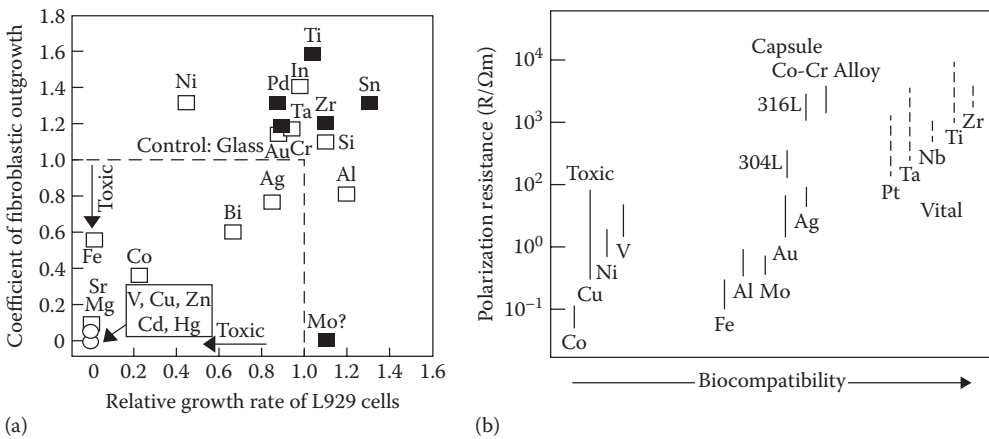 Coefficient of fibroblastic outgrowth
1.8
1.6
1.4
1.2
1.0
0.8
0.6
0.4
0.2
0
Ti
In
Ni
Pd
Sn
Zr
Ta
Control: Glass
Au
Cr
Si
Toxic
Ag
Al
Bi
Fe
Co
Sr
Mg
V, Cu, Zn
Cd, Hg
Toxic
Mo?
0 0.2 0.4 0.6 0.8 1.0 1.2 1.4 1.6
Relative growth rate of L929 cells
(a)
Polarization resistance (R/Ωm)
10⁴
10³
10²
10⁰
10⁻¹
Capsule
Co-Cr Alloy
316L
304L
Toxic
Ti
Zr
Nb
Ta
Pt
Vital
Ag
Au
V
Ni
Cu
Al Mo
Fe
Co
Biocompatibility
(b)